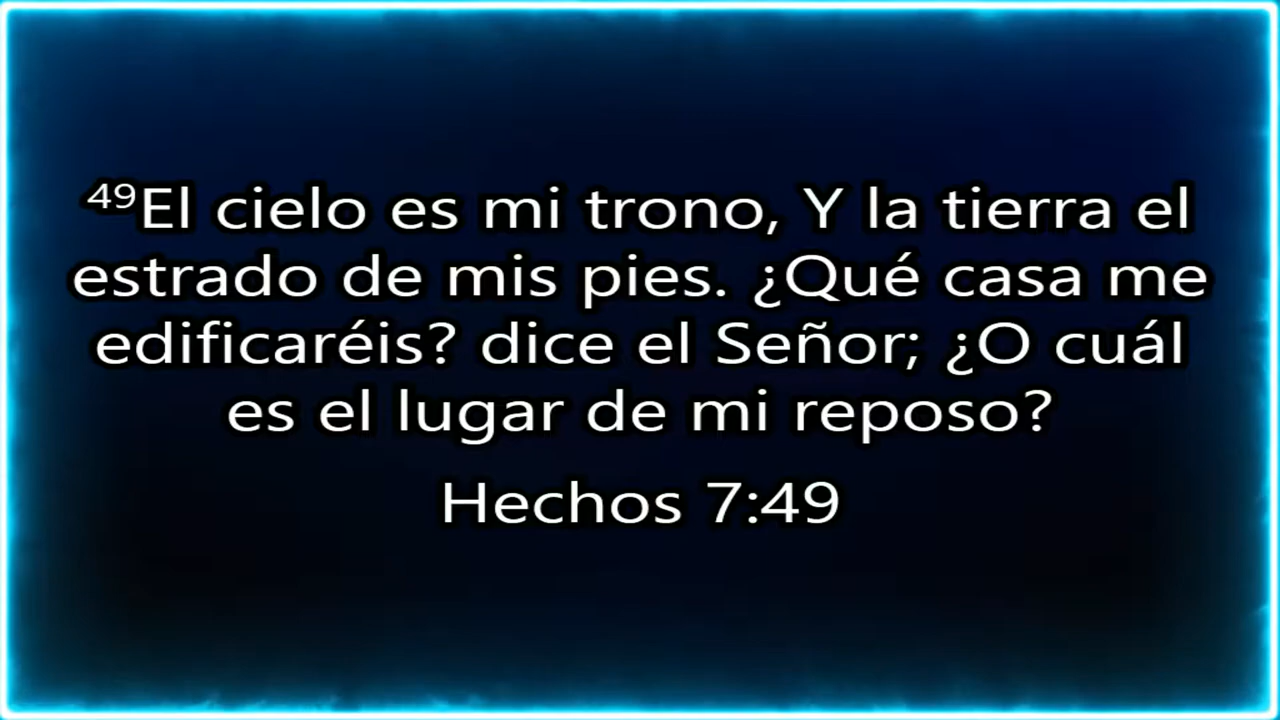 ⁴⁹El cielo es mi trono, Y la tierra el
estrado de mis pies. ¿Qué casa me
edificaréis? dice el Señor; ¿O cuál
es el lugar de mi reposo?
Hechos 7:49